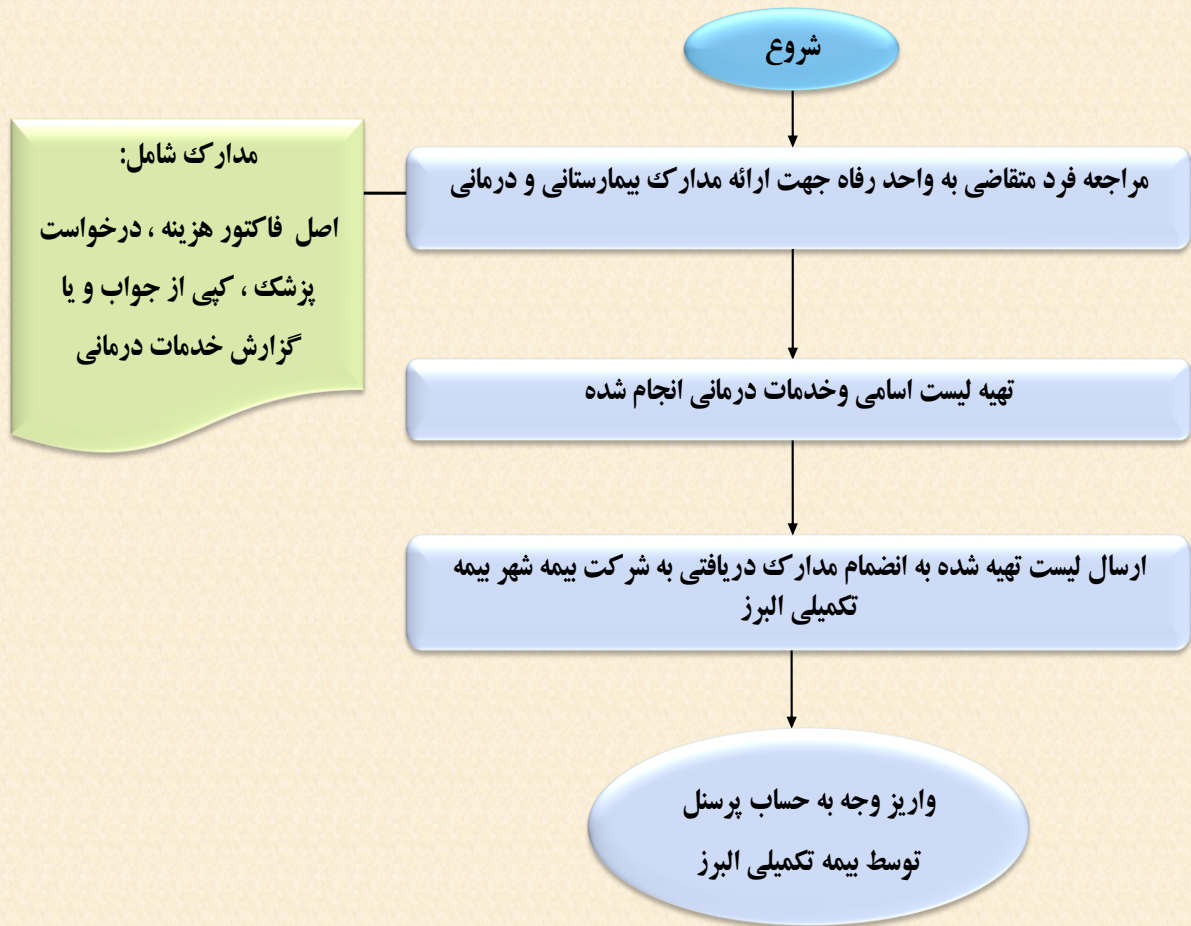 شروع
مراجعه فرد متقاضی به واحد رفاه جهت ارائه مدارک بیمارستانی و درمانی
مدارک شامل:
اصل فاکتور هزینه ، درخواست
پزشک ، کپی از جواب و یا
گزارش خدمات درمانی
تهیه لیست اسامی وخدمات درمانی انجام شده
ارسال لیست تهیه شده به انضمام مدارک دریافتی به شرکت بیمه شهر بیمه
تکمیلی البرز
واریز وجه به حساب پرسنل
توسط بیمه تکمیلی البرز